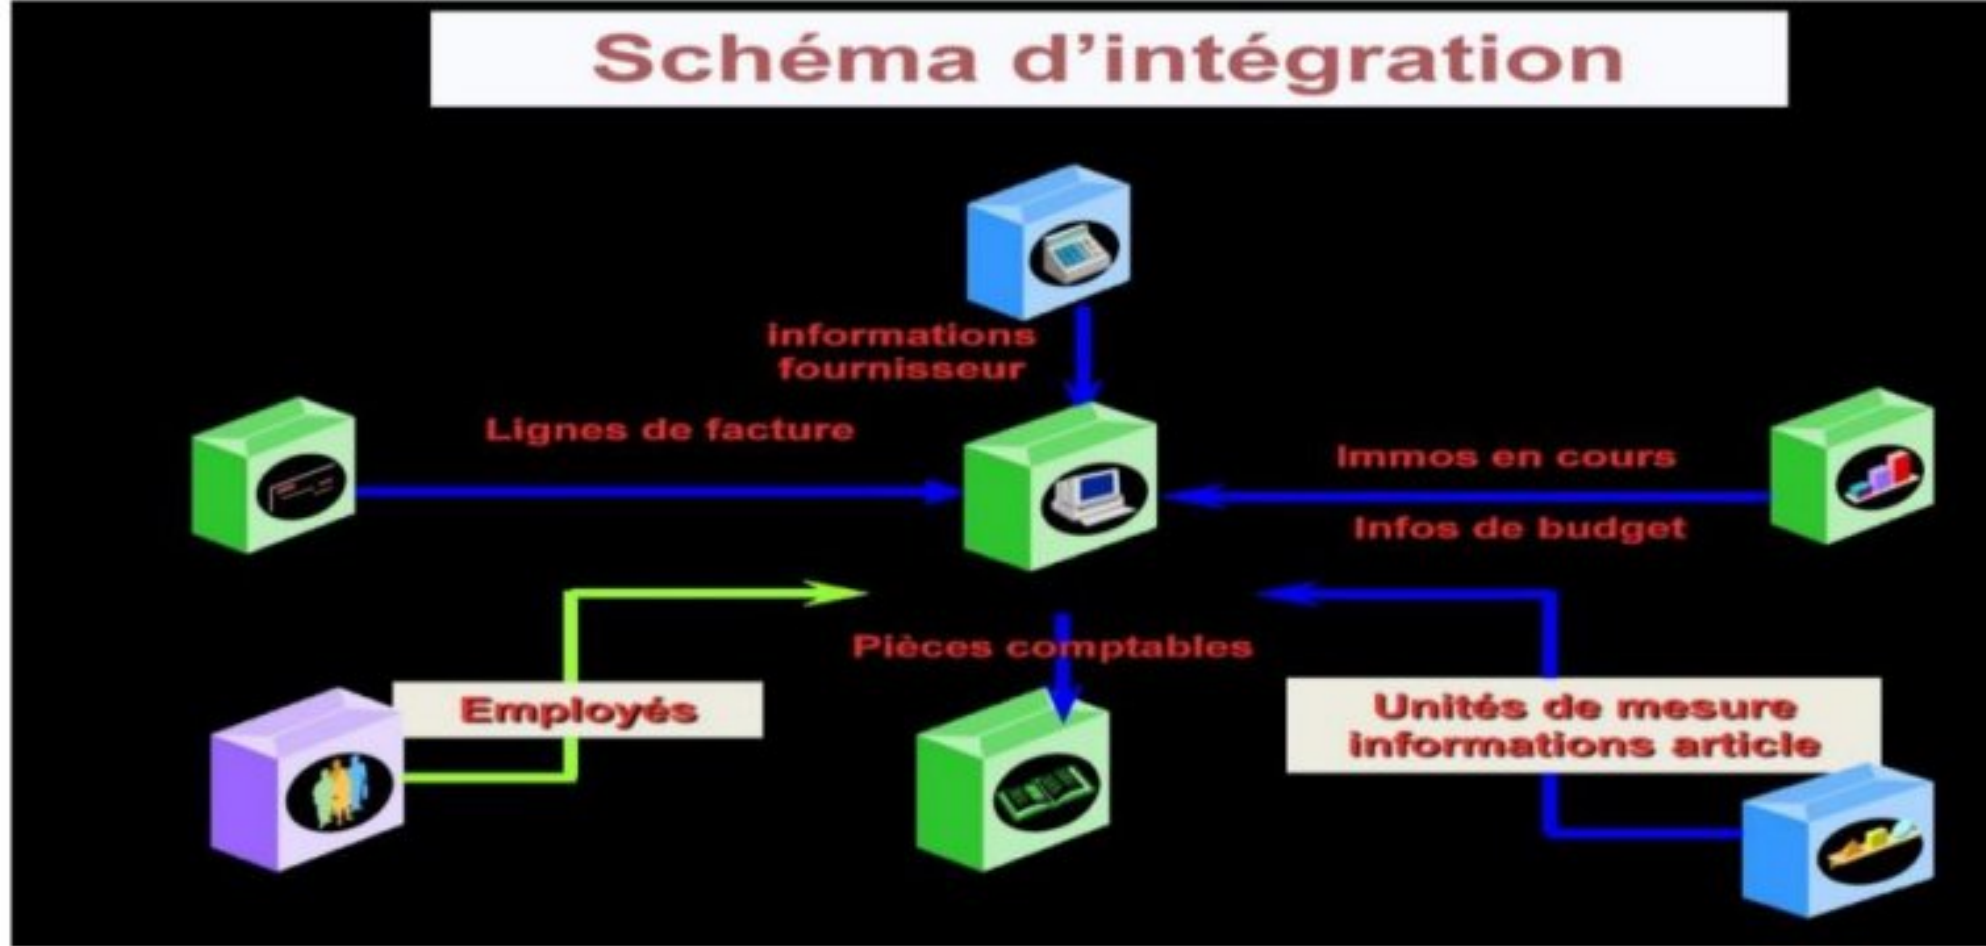 Schéma d'intégration
informations
fournisseur
Lignes de facture
Immos en cours
Infos de budget
Pièces comptables
Employés
Unités de mesure
informations article